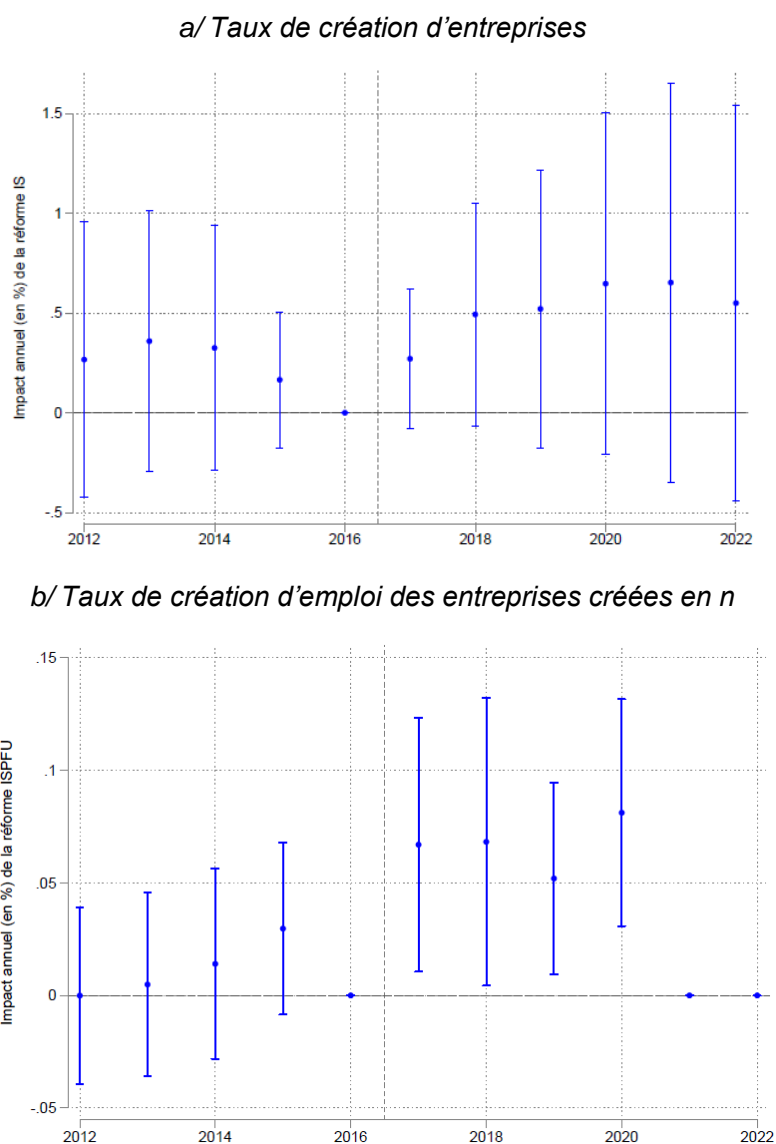 a/ Taux de création d'entreprises
Impact annuel (en %) de la réforme IS
1.5
1
.5
0
-.5
2012 2014 2016 2018 2020 2022
b/ Taux de création d'emploi des entreprises créées en n
Impact annuel (en %) de la réforme ISPFU
.15
.1
.05
0
-.05
2012 2014 2016 2018 2020 2022